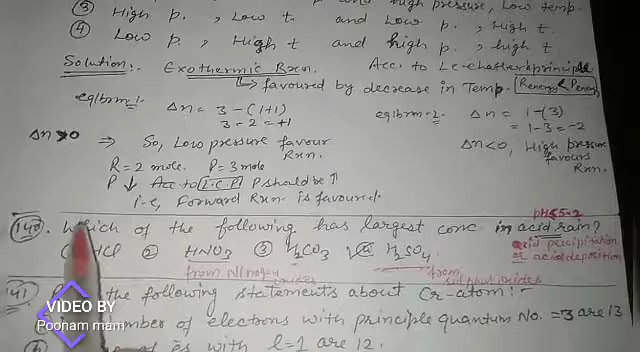 ③ High p. , Low t. and Low p. , High t.
④ Low p. , High t and high p. , high t
Solution:- Exothermic Rxn. Acc. to Le-chatherprinciple
↳ favoured by decrease in Temp. Renergy < Penergy
eqlbrm-1- Δn = 3 - (1+1)
3 - 2 = +1
eqlbrm-2- Δn = 1-(3)
= 1-3 = -2
Δn > 0 ⇒ So, Low pressure favour Rxn.
Δn < 0, High pressure favours Rxn.
R = 2 mole. P = 3 mole
P ↓ Acc to L.C.P P should be ↑
i-e, Forward Rxn is favoured.
pH < 5.2
140. Which of the following has largest conc in acid rain?
HCl ② HNO3 ③ H2CO3 ④ H2SO4
acid precipitation
or acid deposition
from Nitrogen oxides
from sulphur oxides
41. the following statements about Cr-atom :-
number of electrons with principle quantum No. = 3 are 13
of es with l=1 are 12.
VIDEO BY
Poonam mam